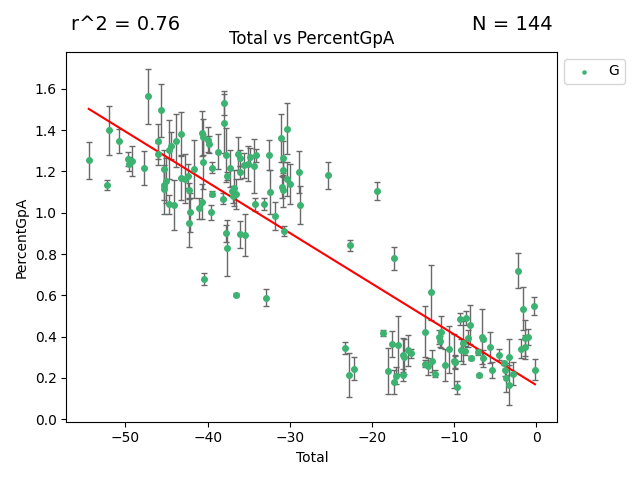 r^2 = 0.76
N = 144
Total vs PercentGpA
G
PercentGpA
1.6
1.4
1.2
1.0
0.8
0.6
0.4
0.2
0.0
−50
−40
−30
−20
−10
0
Total